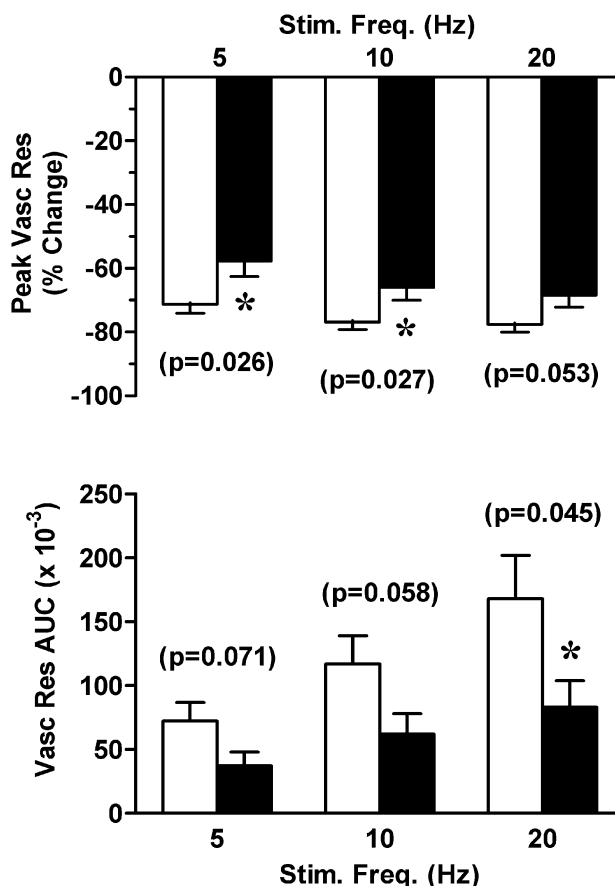 Stim. Freq. (Hz)
5 10 20
Peak Vasc Res
(% Change)
0
-20
-40
-60
-80
-100
* *
(p=0.026) (p=0.027) (p=0.053)
Vasc Res AUC (x 10⁻³)
250
200
150
100
50
0
(p=0.071) (p=0.058) (p=0.045)
*
5 10 20
Stim. Freq. (Hz)